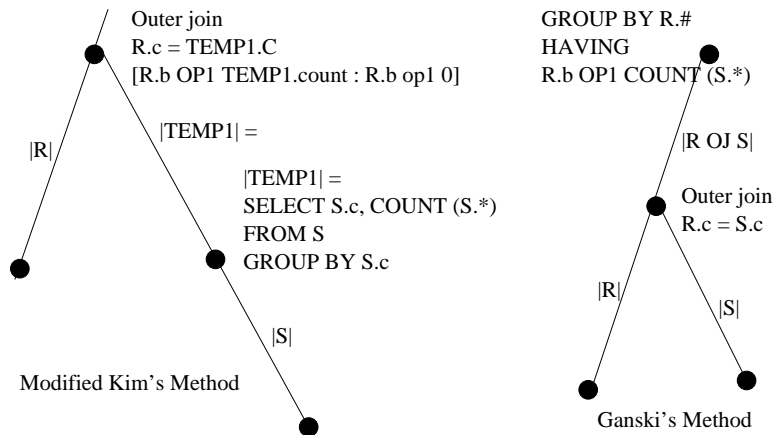 Outer join
R.c = TEMP1.C
[R.b OP1 TEMP1.count : R.b op1 0]
|R|
|TEMP1| =
|TEMP1| =
SELECT S.c, COUNT (S.*)
FROM S
GROUP BY S.c
|S|
Modified Kim's Method
GROUP BY R.#
HAVING
R.b OP1 COUNT (S.*)
|R OJ S|
Outer join
R.c = S.c
|R|
|S|
Ganski's Method